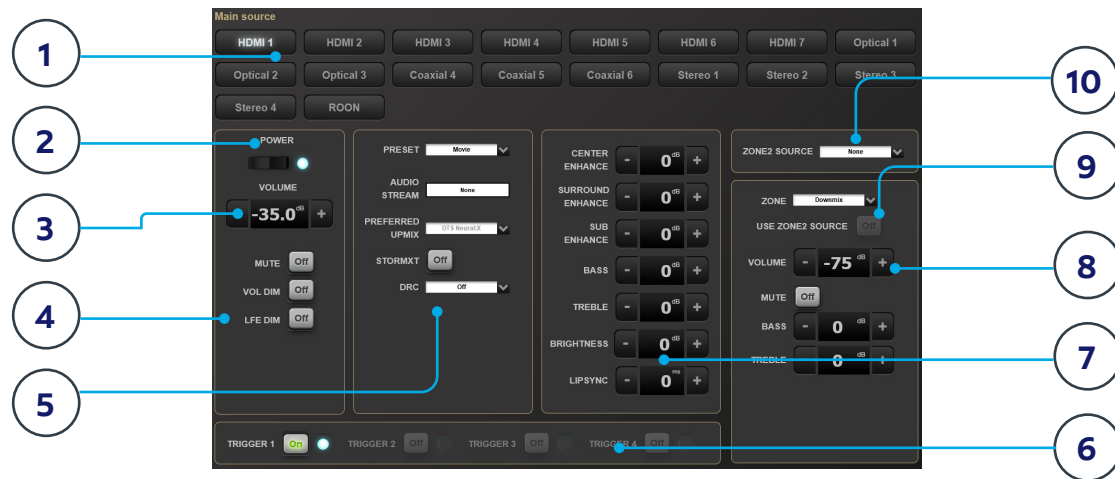 Main source
HDMI 1 HDMI 2 HDMI 3 HDMI 4 HDMI 5 HDMI 6 HDMI 7 Optical 1
Optical 2 Optical 3 Coaxial 4 Coaxial 5 Coaxial 6 Stereo 1 Stereo 2 Stereo 3
Stereo 4 ROON
1
2
3
4
5
10
9
8
7
6
POWER
VOLUME
- -35.0 dB +
MUTE Off
VOL DIM Off
LFE DIM Off
PRESET Movie
AUDIO
STREAM None
PREFERRED
UPMIX DTS Neural:X
STORMXT Off
DRC Off
CENTER
ENHANCE - 0 dB +
SURROUND
ENHANCE - 0 dB +
SUB
ENHANCE - 0 dB +
BASS - 0 dB +
TREBLE - 0 dB +
BRIGHTNESS - 0 dB +
LIPSYNC - 0 ms +
ZONE2 SOURCE None
ZONE Downmix
USE ZONE2 SOURCE Off
VOLUME - -75 dB +
MUTE Off
BASS - 0 dB +
TREBLE - 0 dB +
TRIGGER 1 On TRIGGER 2 Off TRIGGER 3 Off TRIGGER 4 Off